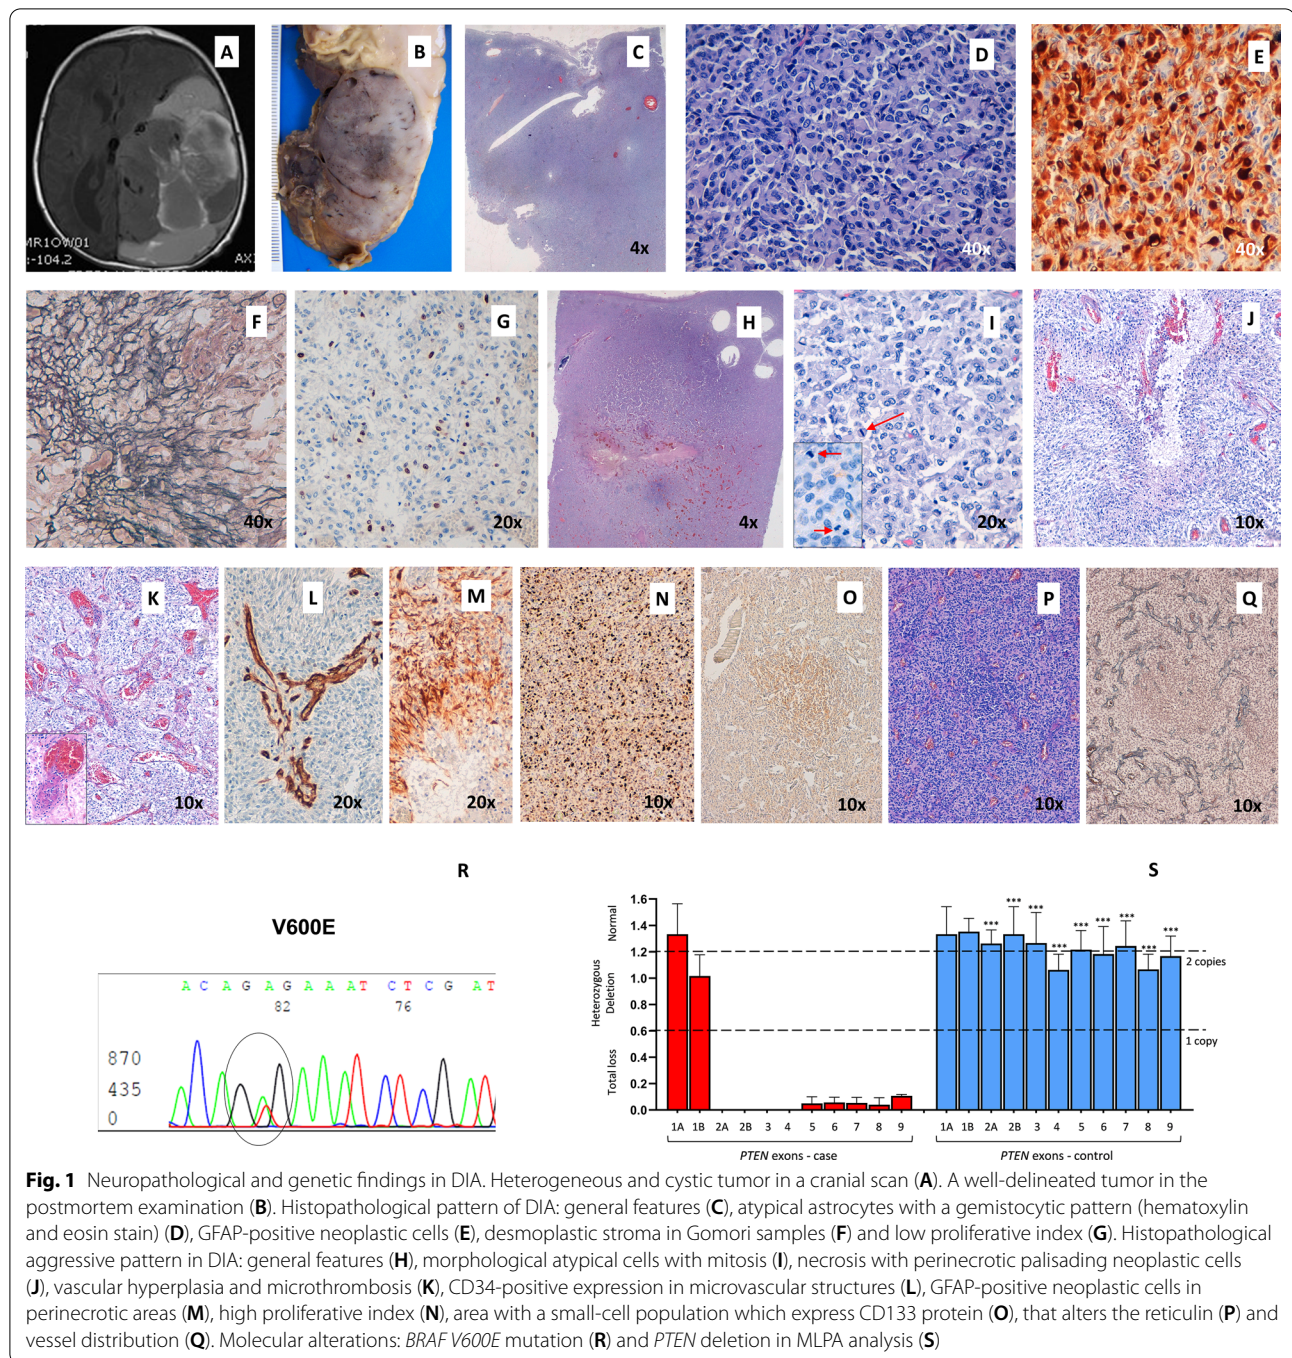 A
B
C
D
E
MR1OW01
:-104.2
AX
4x
40x
40x
F
G
H
I
J
40x
20x
4x
20x
10x
K
L
M
N
O
P
Q
10x
20x
20x
10x
10x
10x
10x
R
S
V600E
A C A G A G A A A T C T C G A T
82 76
870
435
0
Normal
Heterozygous Deletion
Total loss
1.6
1.4
1.2
1.0
0.8
0.6
0.4
0.2
0.0
*** *** *** *** *** *** *** *** ***
2 copies
1 copy
1A 1B 2A 2B 3 4 5 6 7 8 9 1A 1B 2A 2B 3 4 5 6 7 8 9
PTEN exons - case
PTEN exons - control
Fig. 1 Neuropathological and genetic findings in DIA. Heterogeneous and cystic tumor in a cranial scan (A). A well-delineated tumor in the
postmortem examination (B). Histopathological pattern of DIA: general features (C), atypical astrocytes with a gemistocytic pattern (hematoxylin
and eosin stain) (D), GFAP-positive neoplastic cells (E), desmoplastic stroma in Gomori samples (F) and low proliferative index (G). Histopathological
aggressive pattern in DIA: general features (H), morphological atypical cells with mitosis (I), necrosis with perinecrotic palisading neoplastic cells
(J), vascular hyperplasia and microthrombosis (K), CD34-positive expression in microvascular structures (L), GFAP-positive neoplastic cells in
perinecrotic areas (M), high proliferative index (N), area with a small-cell population which express CD133 protein (O), that alters the reticulin (P) and
vessel distribution (Q). Molecular alterations: BRAF V600E mutation (R) and PTEN deletion in MLPA analysis (S)